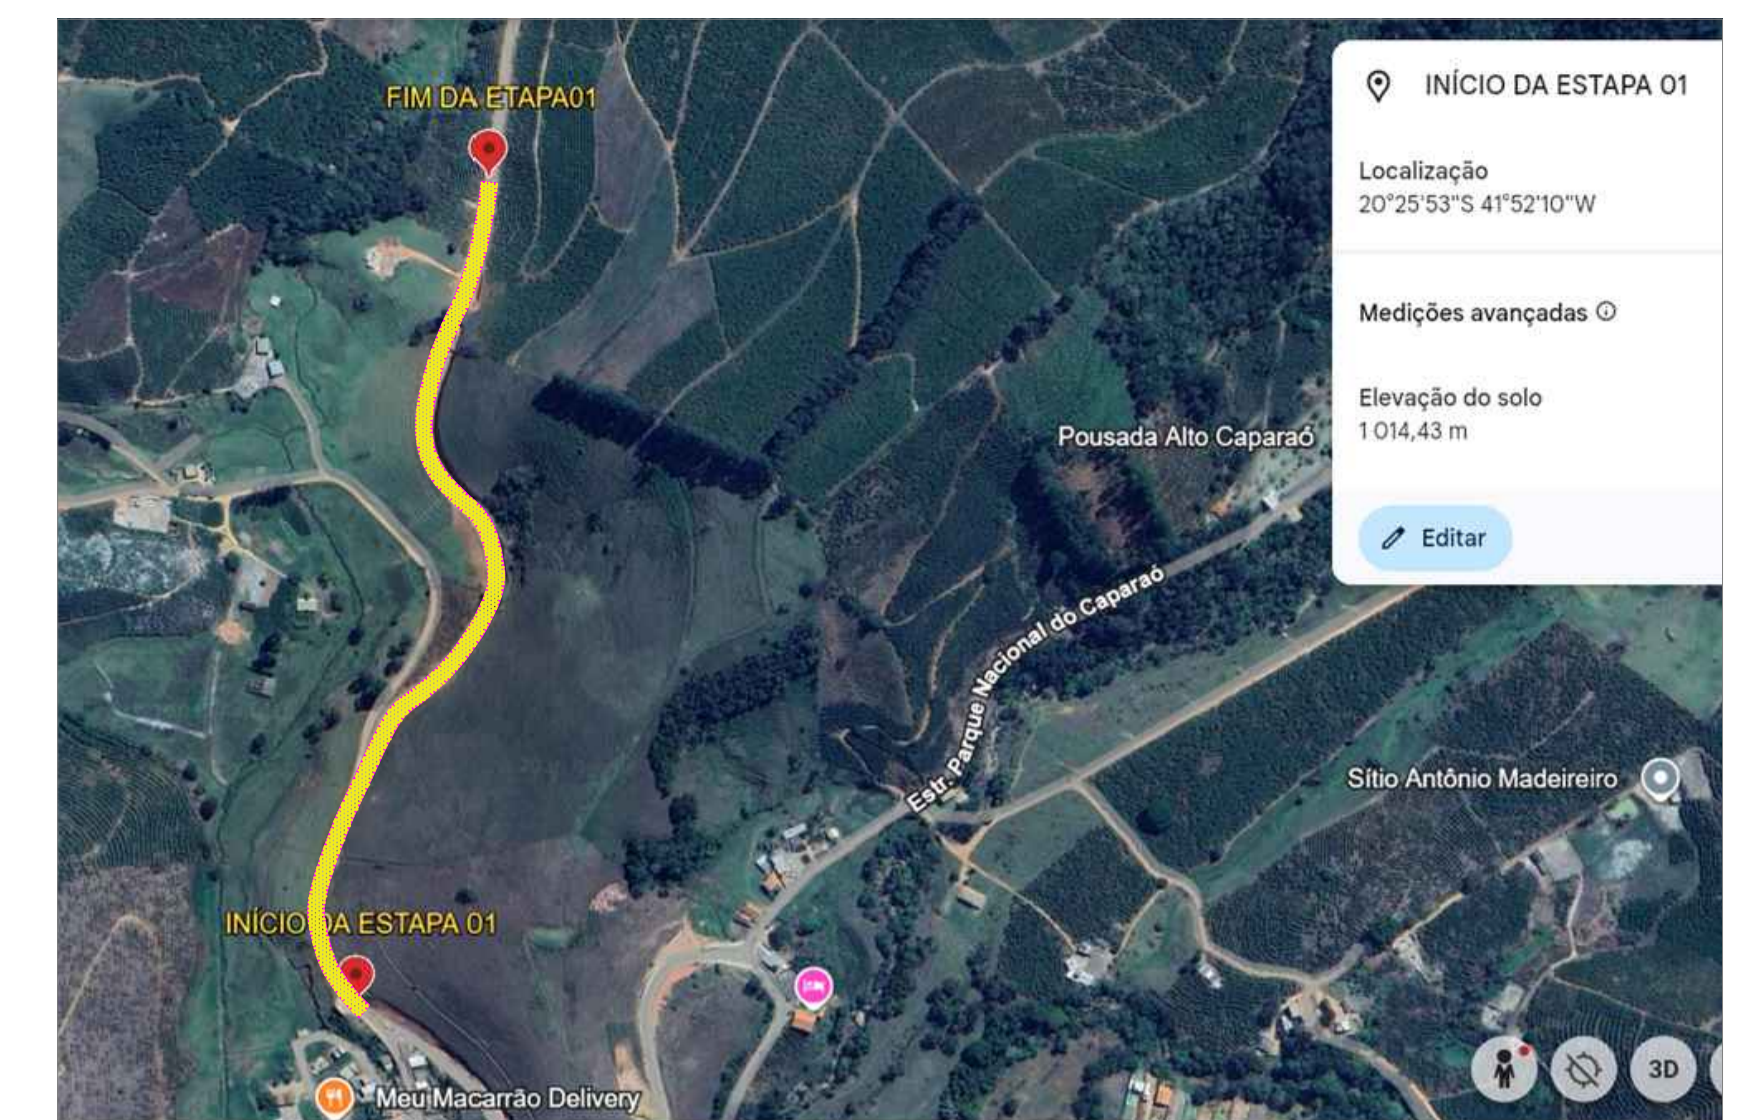 FIM DA ETAPA01
INÍCIO DA ESTAPA 01
Localização
20°25'53"S 41°52'10"W
Medições avançadas
Elevação do solo
1 014,43 m
Editar
Pousada Alto Caparaó
Estr. Parque Nacional do Caparaó
Sítio Antônio Madeireiro
INÍCIO DA ESTAPA 01
Meu Macarrão Delivery
3D